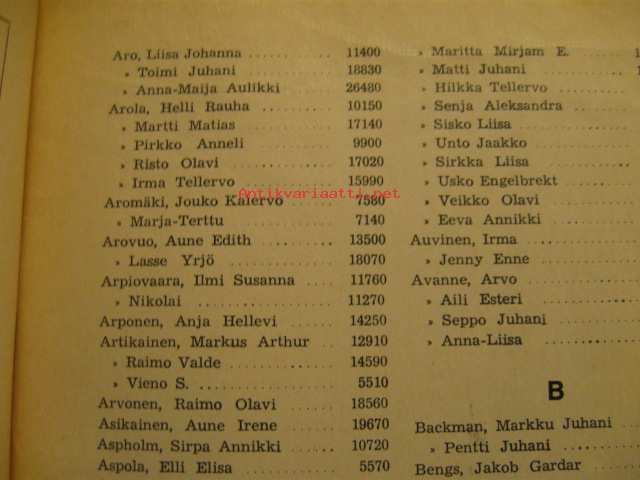 Aro, Liisa Johanna ............ 11400
» Toimi Juhani ............ 18830
» Anna-Maija Aulikki ... 26480
Arola, Helli Rauha ............ 10150
» Martti Matias ............ 17140
» Pirkko Anneli ............ 9900
» Risto Olavi ............ 17020
» Irma Tellervo ............ 15990
Aromäki, Jouko Kalervo ...... 7580
» Marja-Terttu ............ 7140
Arovuo, Aune Edith ............ 13500
» Lasse Yrjö ............ 18070
Arpiovaara, Ilmi Susanna .... 11760
» Nikolai ............ 11270
Arponen, Anja Hellevi ...... 14250
Artikainen, Markus Arthur .. 12910
» Raimo Valde ............ 14590
» Vieno S. ............ 5510
Arvonen, Raimo Olavi ...... 18560
Asikainen, Aune Irene ...... 19670
Aspholm, Sirpa Annikki .... 10720
Aspola, Elli Elisa ............ 5570
» Maritta Mirjam E. ....
» Matti Juhani ............
» Hilkka Tellervo ........
» Senja Aleksandra ........
» Sisko Liisa ............
» Unto Jaakko ............
» Sirkka Liisa ............
» Usko Engelbrekt ........
» Veikko Olavi ............
» Eeva Annikki ............
Auvinen, Irma ............
» Jenny Enne ............
Avanne, Arvo ............
» Aili Esteri ............
» Seppo Juhani ............
» Anna-Liisa ............
B
Backman, Markku Juhani ....
» Pentti Juhani ............
Bengs, Jakob Gardar ......
antikvariaatti.net